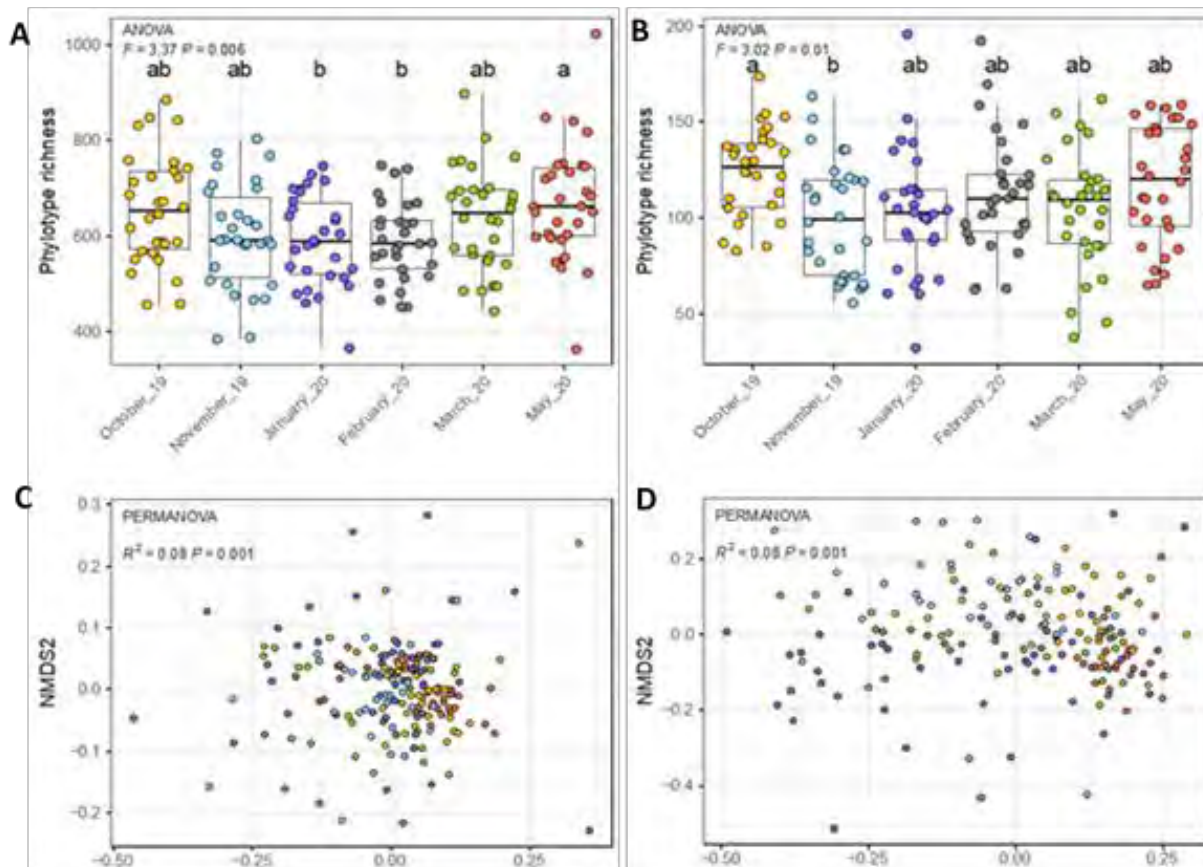 A
ANOVA
F = 3.37 P = 0.006
ab ab b b ab a
1000
800
600
400
Phylotype richness
October_19
November_19
January_20
February_20
March_20
May_20
B
ANOVA
F = 3.02 P = 0.01
a b ab ab ab ab
200
150
100
50
Phylotype richness
October_19
November_19
January_20
February_20
March_20
May_20
C
PERMANOVA
R² = 0.08 P = 0.001
0.3
0.2
0.1
0.0
−0.1
−0.2
NMDS2
−0.50
−0.25
0.00
0.25
D
PERMANOVA
R² = 0.08 P = 0.001
0.2
0.0
−0.2
−0.4
NMDS2
−0.50
−0.25
0.00
0.25